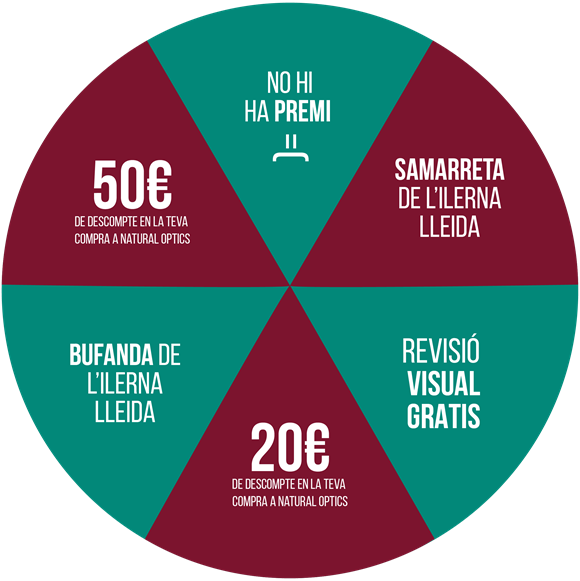 NO HI
HA PREMI
SAMARRETA
DE L'ILERNA
LLEIDA
REVISIÓ
VISUAL
GRATIS
20€
DE DESCOMPTE EN LA TEVA
COMPRA A NATURAL OPTICS
BUFANDA DE
L'ILERNA
LLEIDA
50€
DE DESCOMPTE EN LA TEVA
COMPRA A NATURAL OPTICS